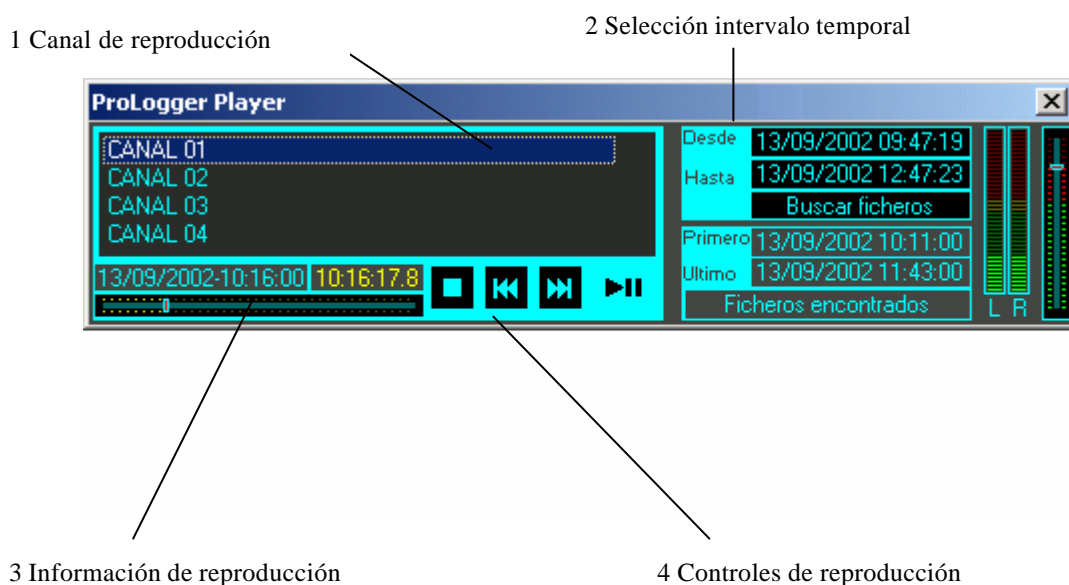 1 Canal de reproducción
2 Selección intervalo temporal
ProLogger Player
CANAL 01
CANAL 02
CANAL 03
CANAL 04
13/09/2002-10:16:00 10:16:17.8
Desde 13/09/2002 09:47:19
Hasta 13/09/2002 12:47:23
Buscar ficheros
Primero 13/09/2002 10:11:00
Ultimo 13/09/2002 11:43:00
Ficheros encontrados
L R
3 Información de reproducción
4 Controles de reproducción